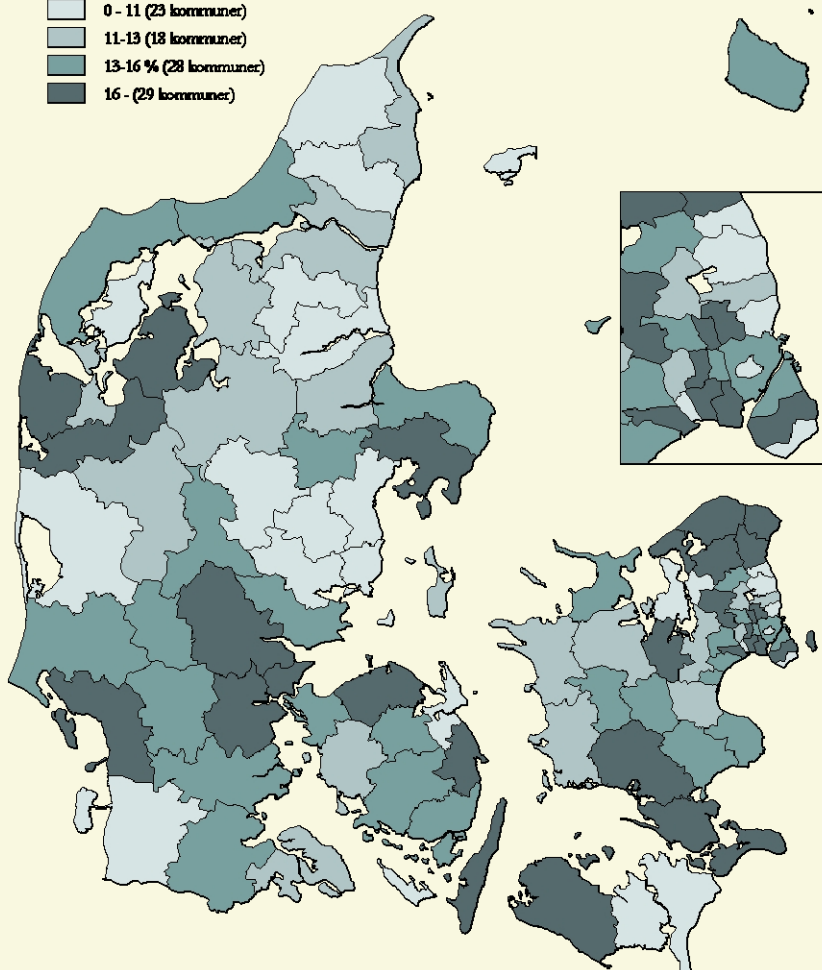 0 - 11 (23 kommuner)
11-13 (18 kommuner)
13-16 % (28 kommuner)
16 - (29 kommuner)